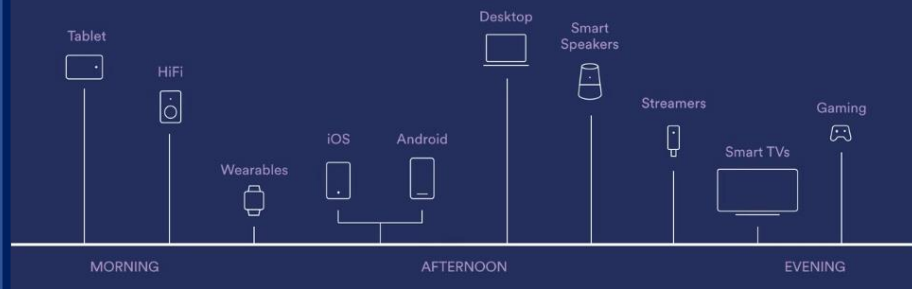 Tablet
HiFi
Wearables
iOS
Android
Desktop
Smart
Speakers
Streamers
Smart TVs
Gaming
MORNING
AFTERNOON
EVENING